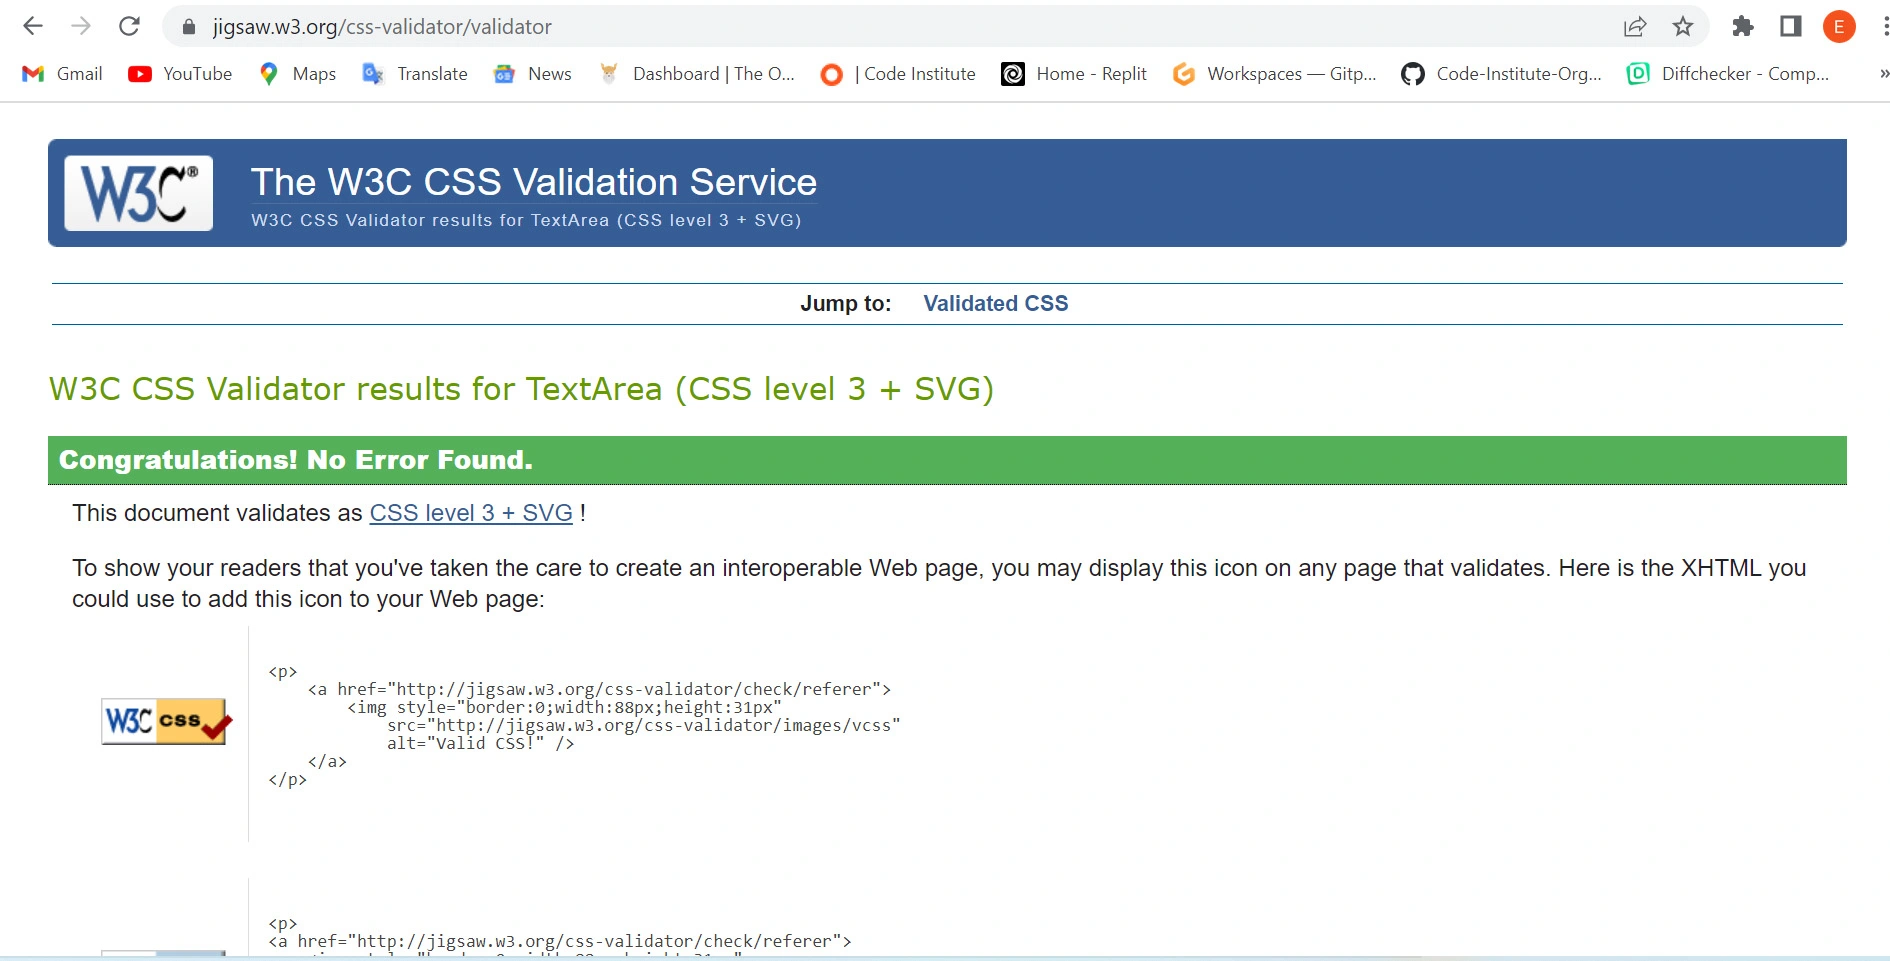 jigsaw.w3.org/css-validator/validator
E
Gmail YouTube Maps Translate News Dashboard | The O... | Code Institute Home - Replit Workspaces — Gitp... Code-Institute-Org... Diffchecker - Comp... »
W3C®
The W3C CSS Validation Service
W3C CSS Validator results for TextArea (CSS level 3 + SVG)
Jump to: Validated CSS
W3C CSS Validator results for TextArea (CSS level 3 + SVG)
Congratulations! No Error Found.
This document validates as CSS level 3 + SVG !
To show your readers that you've taken the care to create an interoperable Web page, you may display this icon on any page that validates. Here is the XHTML you
could use to add this icon to your Web page:
W3C css
<p>
<a href="http://jigsaw.w3.org/css-validator/check/referer">
<img style="border:0;width:88px;height:31px"
src="http://jigsaw.w3.org/css-validator/images/vcss"
alt="Valid CSS!" />
</a>
</p>
<p>
<a href="http://jigsaw.w3.org/css-validator/check/referer">